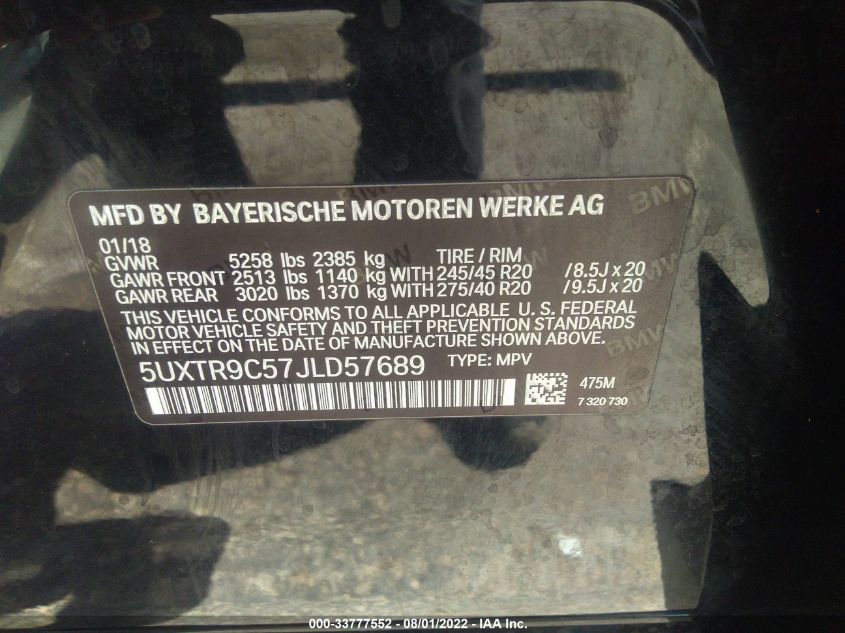 MFD BY BAYERISCHE MOTOREN WERKE AG
01/18
GVWR 5258 lbs 2385 kg TIRE / RIM
GAWR FRONT 2513 lbs 1140 kg WITH 245/45 R20 /8.5J x 20
GAWR REAR 3020 lbs 1370 kg WITH 275/40 R20 /9.5J x 20
THIS VEHICLE CONFORMS TO ALL APPLICABLE U. S. FEDERAL
MOTOR VEHICLE SAFETY AND THEFT PREVENTION STANDARDS
IN EFFECT ON THE DATE OF MANUFACTURE SHOWN ABOVE.
5UXTR9C57JLD57689 TYPE: MPV
475M
7 320 730
BMW
BMW
BMW
BMW
000-33777552 - 08/01/2022 - IAA Inc.